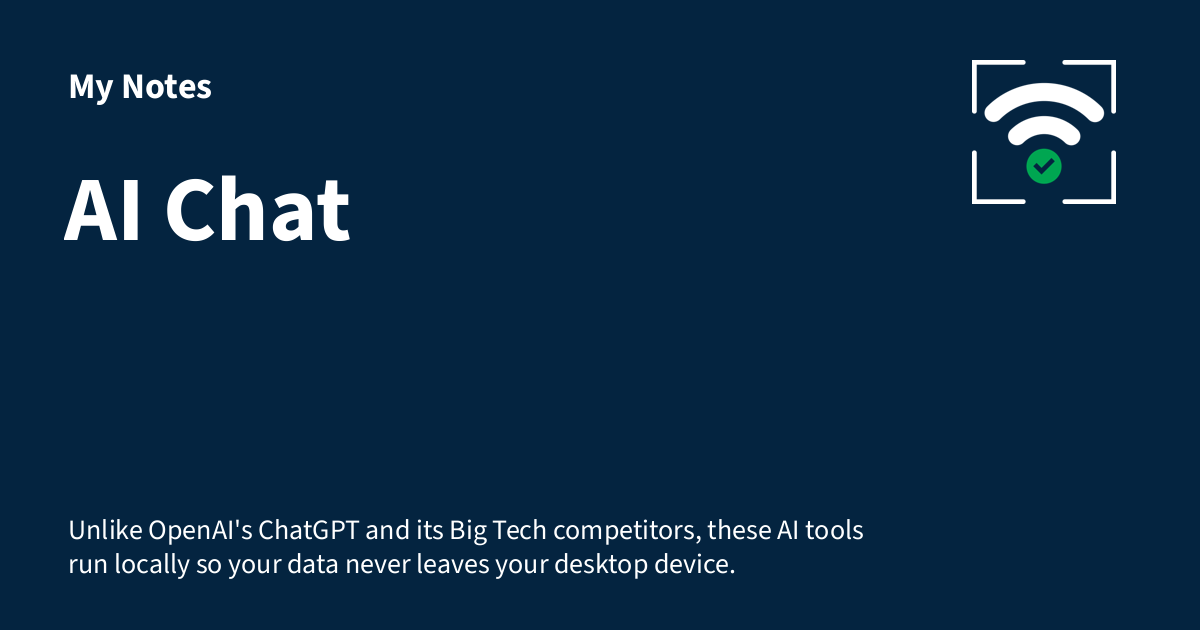 My Notes
AI Chat
Unlike OpenAI's ChatGPT and its Big Tech competitors, these AI tools
run locally so your data never leaves your desktop device.